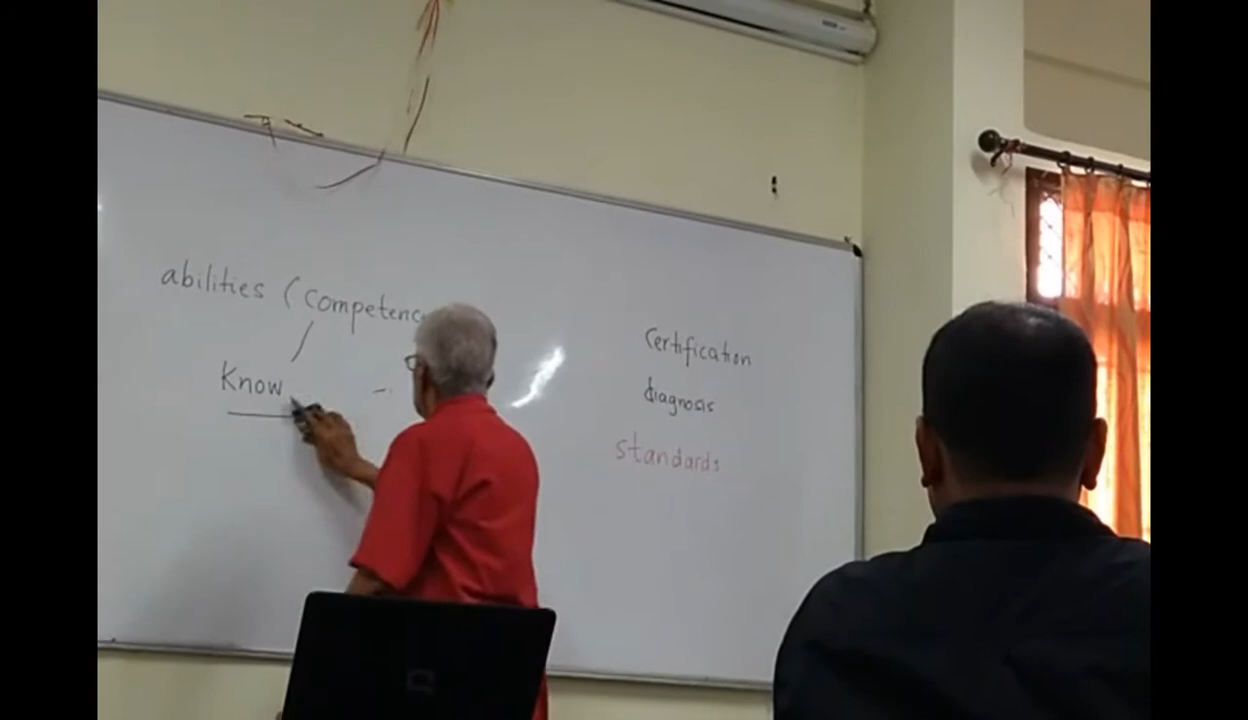 abilities (competenc
Know
Certification
diagnosis
standards